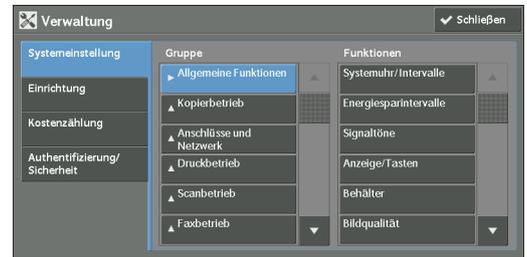 Verwaltung
Schließen
Systemeinstellung
Einrichtung
Kostenzählung
Authentifizierung/
Sicherheit
Gruppe
Allgemeine Funktionen
Kopierbetrieb
Anschlüsse und
Netzwerk
Druckbetrieb
Scanbetrieb
Faxbetrieb
Funktionen
Systemuhr/Intervalle
Energiesparintervalle
Signaltöne
Anzeige/Tasten
Behälter
Bildqualität